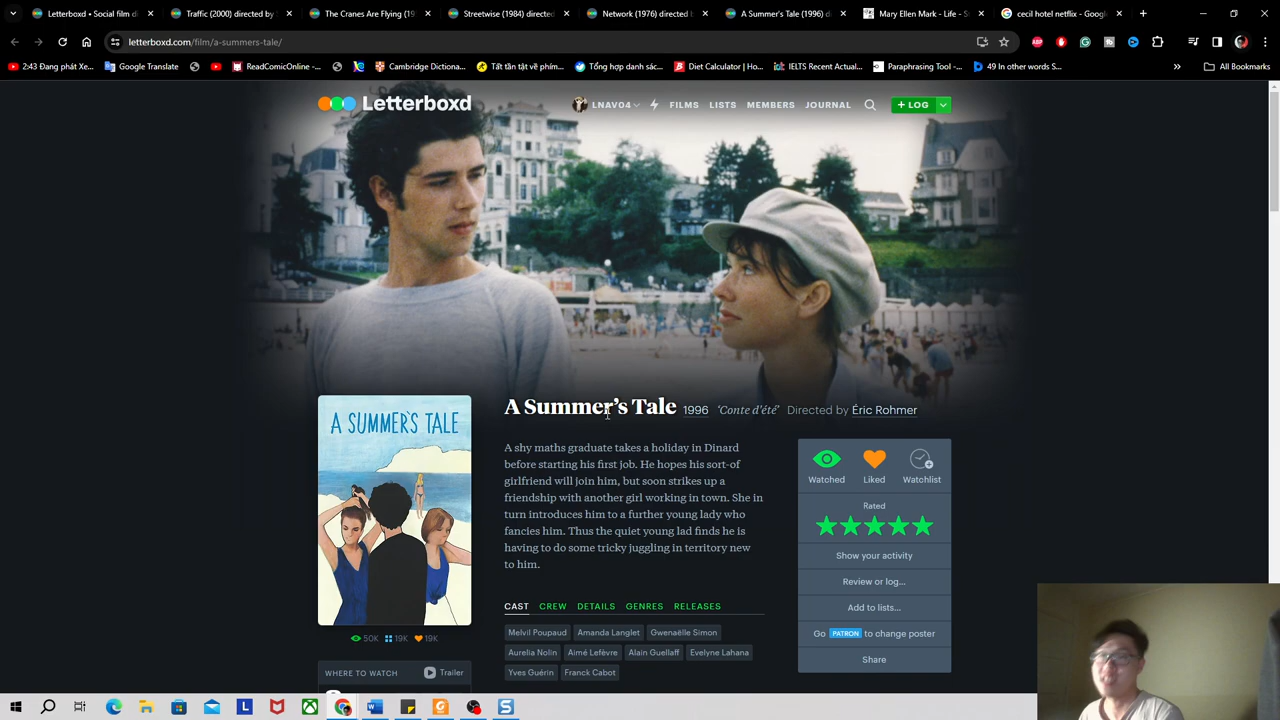 Letterboxd • Social film di
Traffic (2000) directed by
The Cranes Are Flying (19
Streetwise (1984) directed
Network (1976) directed b
A Summer's Tale (1996) di
Mary Ellen Mark - Life - St
cecil hotel netflix - Google
letterboxd.com/film/a-summers-tale/
2:43 Đang phát Xe...
Google Translate
ReadComicOnline -...
Cambridge Dictiona...
Tất tần tật về phím...
Tổng hợp danh sác...
Diet Calculator | Ho...
IELTS Recent Actual...
Paraphrasing Tool -...
49 In other words S...
All Bookmarks
Letterboxd
LNAV04
FILMS
LISTS
MEMBERS
JOURNAL
+ LOG
A SUMMER'S TALE
A Summer's Tale 1996 ‘Conte d'été’ Directed by Éric Rohmer
A shy maths graduate takes a holiday in Dinard
before starting his first job. He hopes his sort-of
girlfriend will join him, but soon strikes up a
friendship with another girl working in town. She in
turn introduces him to a further young lady who
fancies him. Thus the quiet young lad finds he is
having to do some tricky juggling in territory new
to him.
Watched
Liked
Watchlist
Rated
Show your activity
Review or log...
Add to lists...
Go PATRON to change poster
Share
CAST
CREW
DETAILS
GENRES
RELEASES
Melvil Poupaud
Amanda Langlet
Gwenaëlle Simon
Aurelia Nolin
Aimé Lefèvre
Alain Guellaff
Evelyne Lahana
Yves Guérin
Franck Cabot
50K
19K
19K
WHERE TO WATCH
Trailer